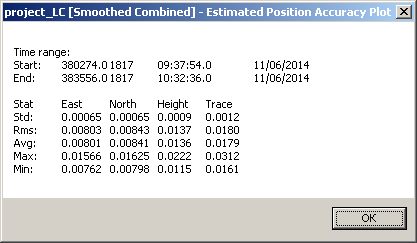 project_LC [Smoothed Combined] - Estimated Position Accuracy Plot
Time range:
Start: 380274.0 1817 09:37:54.0 11/06/2014
End: 383556.0 1817 10:32:36.0 11/06/2014
Stat East North Height Trace
Std: 0.00065 0.00065 0.0009 0.0012
Rms: 0.00803 0.00843 0.0137 0.0180
Avg: 0.00801 0.00841 0.0136 0.0179
Max: 0.01566 0.01625 0.0222 0.0312
Min: 0.00762 0.00798 0.0115 0.0161
OK